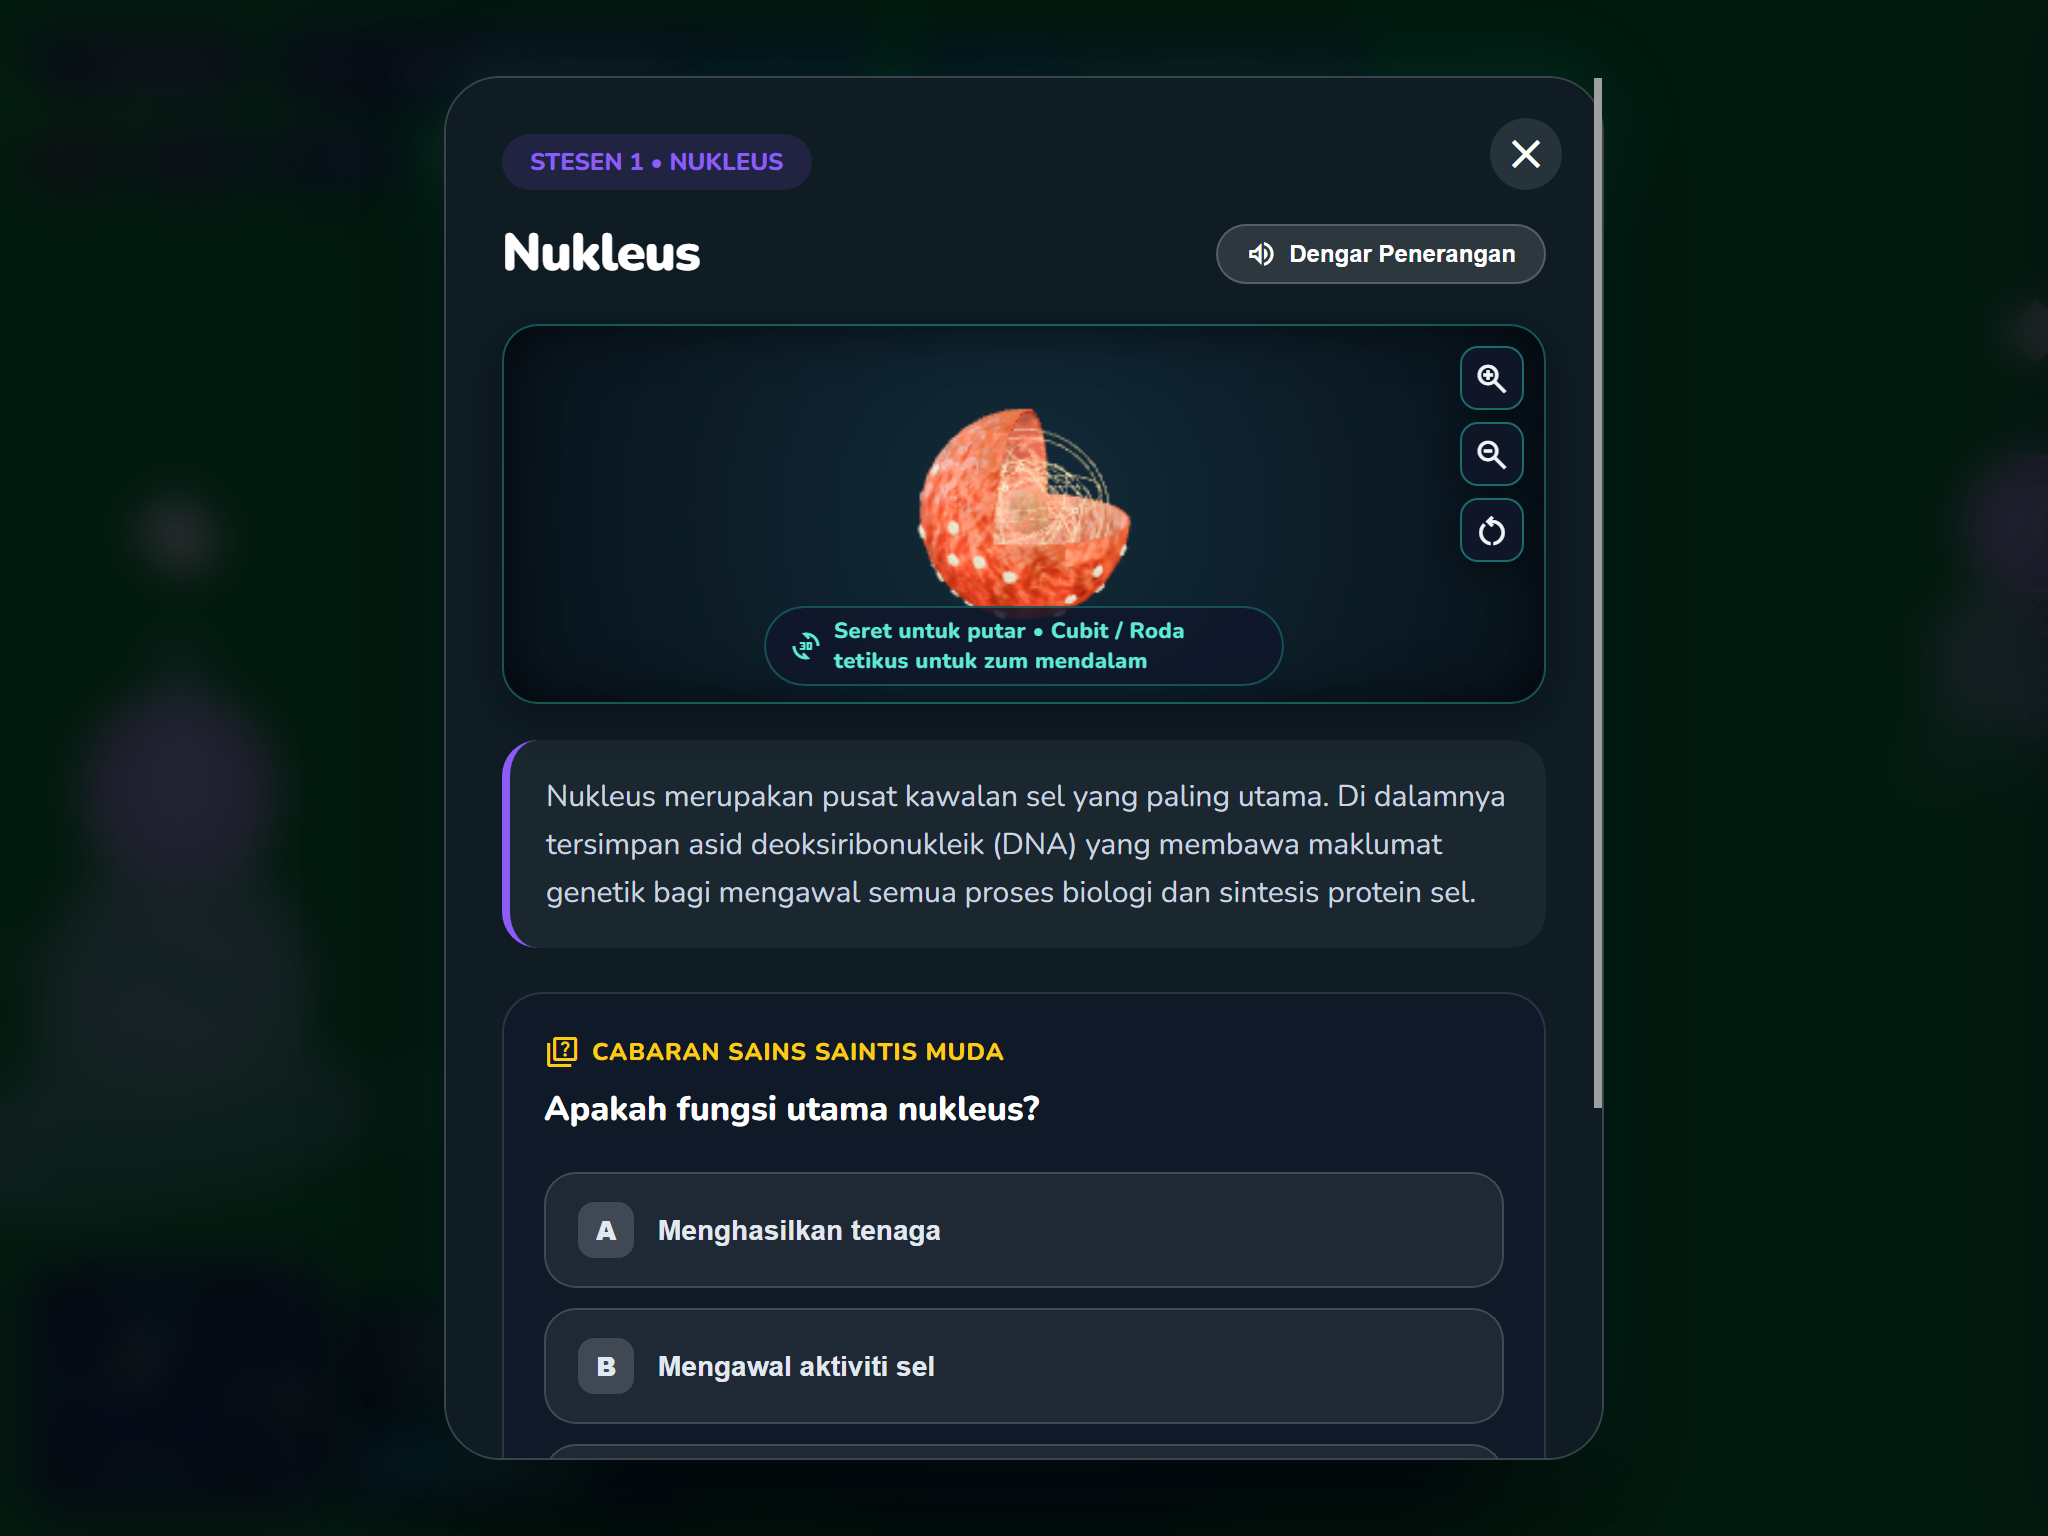 STESEN 1 • NUKLEUS
Nukleus
Dengar Penerangan
3D
Seret untuk putar • Cubit / Roda
tetikus untuk zum mendalam
Nukleus merupakan pusat kawalan sel yang paling utama. Di dalamnya
tersimpan asid deoksiribonukleik (DNA) yang membawa maklumat
genetik bagi mengawal semua proses biologi dan sintesis protein sel.
CABARAN SAINS SAINTIS MUDA
Apakah fungsi utama nukleus?
A Menghasilkan tenaga
B Mengawal aktiviti sel